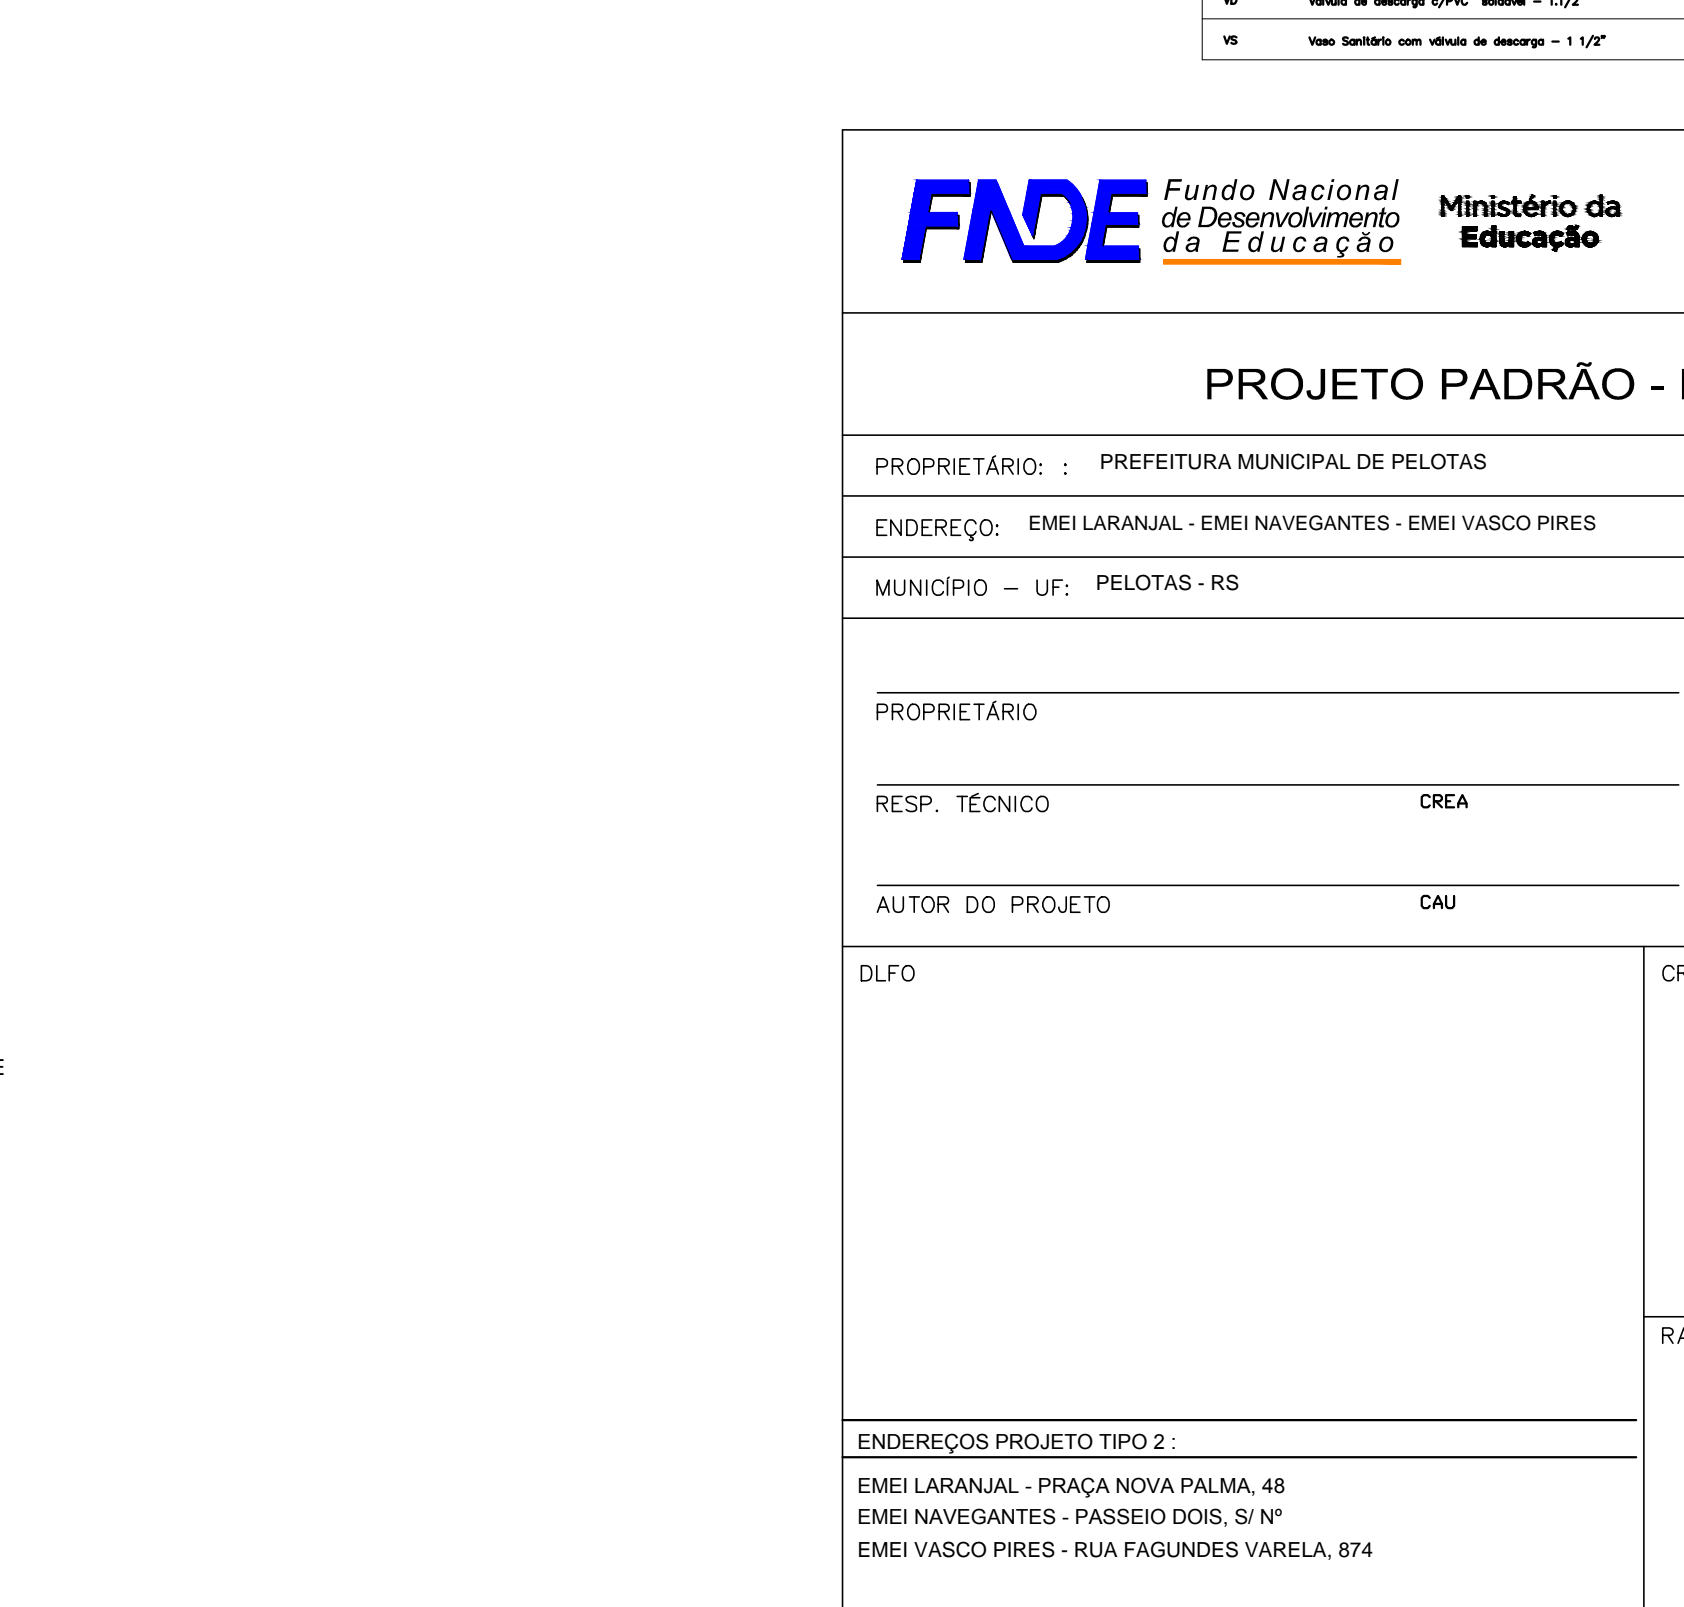 VD Válvula de descarga c/PVC soldável – 1.1/2
VS Vaso Sanitário com válvula de descarga – 1 1/2"
FNDE
Fundo Nacional
de Desenvolvimento
da Educação
Ministério da
Educação
PROJETO PADRÃO -
PROPRIETÁRIO: : PREFEITURA MUNICIPAL DE PELOTAS
ENDEREÇO: EMEI LARANJAL - EMEI NAVEGANTES - EMEI VASCO PIRES
MUNICÍPIO – UF: PELOTAS - RS
PROPRIETÁRIO
RESP. TÉCNICO CREA
AUTOR DO PROJETO CAU
DLFO
ENDEREÇOS PROJETO TIPO 2 :
EMEI LARANJAL - PRAÇA NOVA PALMA, 48
EMEI NAVEGANTES - PASSEIO DOIS, S/ Nº
EMEI VASCO PIRES - RUA FAGUNDES VARELA, 874